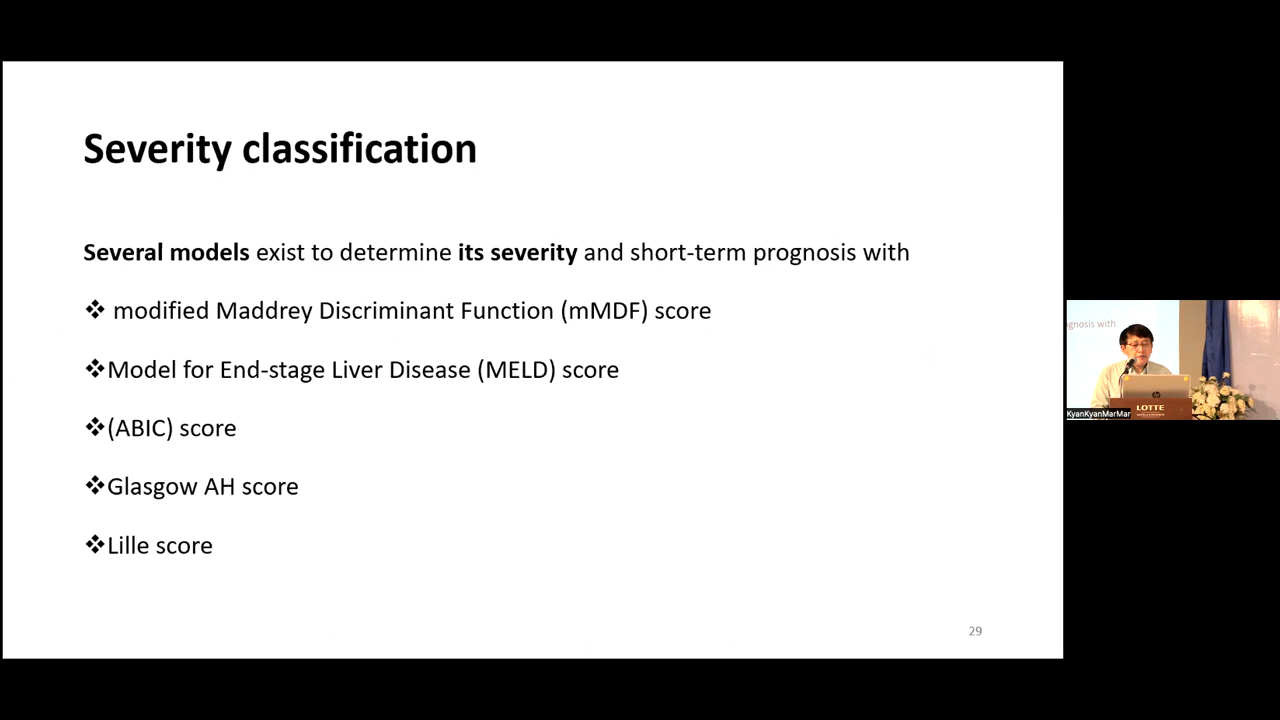 Severity classification
Several models exist to determine its severity and short-term prognosis with
❖ modified Maddrey Discriminant Function (mMDF) score
❖Model for End-stage Liver Disease (MELD) score
❖(ABIC) score
❖Glasgow AH score
❖Lille score
29
gnosis with
hp
LOTTE
KyanKyanMarMar